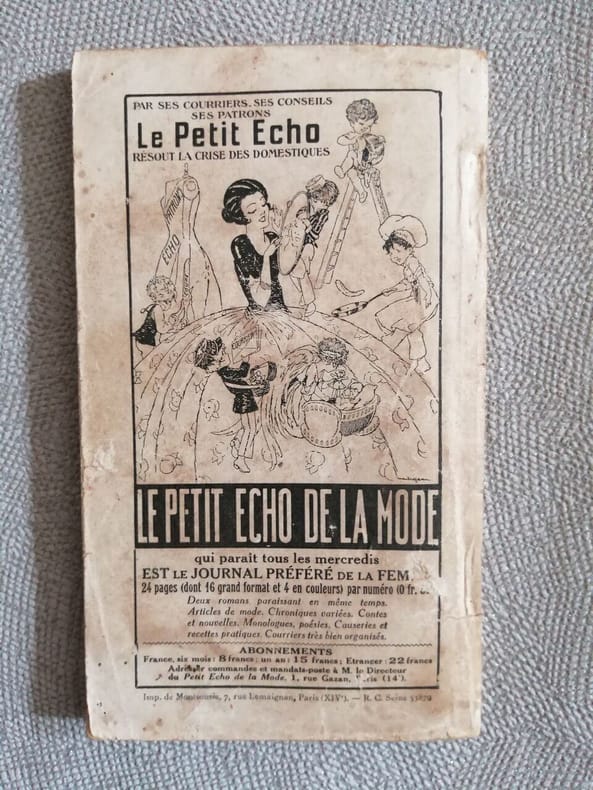 PAR SES COURRIERS, SES CONSEILS
SES PATRONS
Le Petit Echo
RÉSOUT LA CRISE DES DOMESTIQUES
ECHO
LE PETIT ECHO DE LA MODE
qui paraît tous les mercredis
EST LE JOURNAL PRÉFÉRÉ DE LA FEM
24 pages (dont 16 grand format et 4 en couleurs) par numéro (0 fr.
Deux romans paraissant en même temps.
Articles de mode. Chroniques variées. Contes
et nouvelles. Monologues, poésies. Causeries et
recettes pratiques. Courriers très bien organisés.
ABONNEMENTS
France, six mois : 8 francs ; un an : 15 francs ; Etranger : 22 francs
Adresser commandes et mandats-poste à M. le Directeur
du Petit Echo de la Mode, 1, rue Gazan, Paris (14e).
Imp. de Montsouris, 7, rue Lemaignan, Paris (XIVe). — R. C. Seine